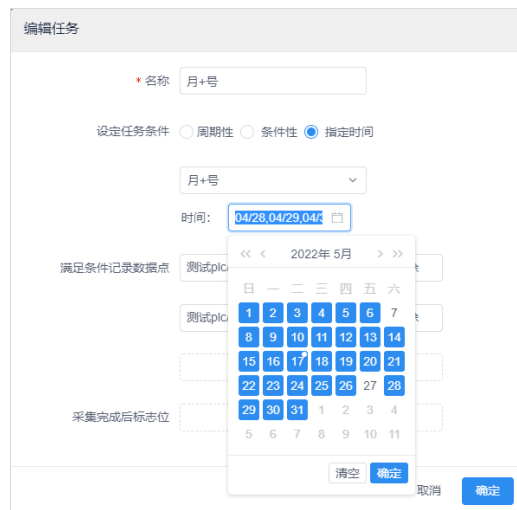 编辑任务
* 名称 月+号
设定任务条件 周期性 条件性 指定时间
月+号
时间： 04/28,04/29,04/3
<< < 2022年 5月 > >>
满足条件记录数据点 测试plc/
日 一 二 三 四 五 六
1 2 3 4 5 6 7
测试plc/
8 9 10 11 12 13 14
15 16 17 18 19 20 21
22 23 24 25 26 27 28
采集完成后标志位
29 30 31 1 2 3 4
5 6 7 8 9 10 11
清空 确定
取消 确定